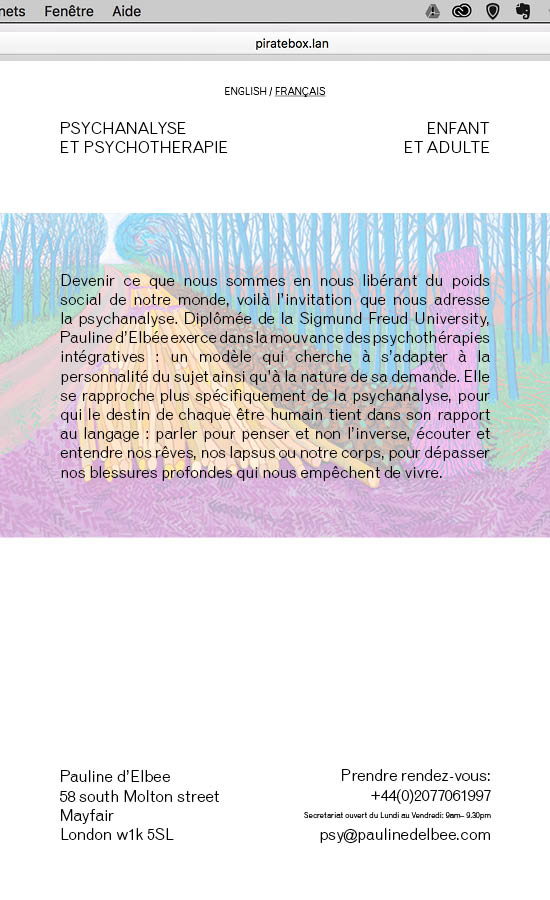 nets Fenêtre Aide
piratebox.lan
ENGLISH / FRANÇAIS
PSYCHANALYSE
ET PSYCHOTHERAPIE
ENFANT
ET ADULTE
Devenir ce que nous sommes en nous libérant du poids
social de notre monde, voilà l'invitation que nous adresse
la psychanalyse. Diplômée de la Sigmund Freud University,
Pauline d'Elbée exerce dans la mouvance des psychothérapies
intégratives : un modèle qui cherche à s'adapter à la
personnalité du sujet ainsi qu'à la nature de sa demande. Elle
se rapproche plus spécifiquement de la psychanalyse, pour
qui le destin de chaque être humain tient dans son rapport
au langage : parler pour penser et non l'inverse, écouter et
entendre nos rêves, nos lapsus ou notre corps, pour dépasser
nos blessures profondes qui nous empêchent de vivre.
Pauline d'Elbee
58 south Molton street
Mayfair
London w1k 5SL
Prendre rendez-vous:
+44(0)2077061997
Secretariat ouvert du Lundi au Vendredi: 9am– 9.30pm
psy@paulinedelbee.com